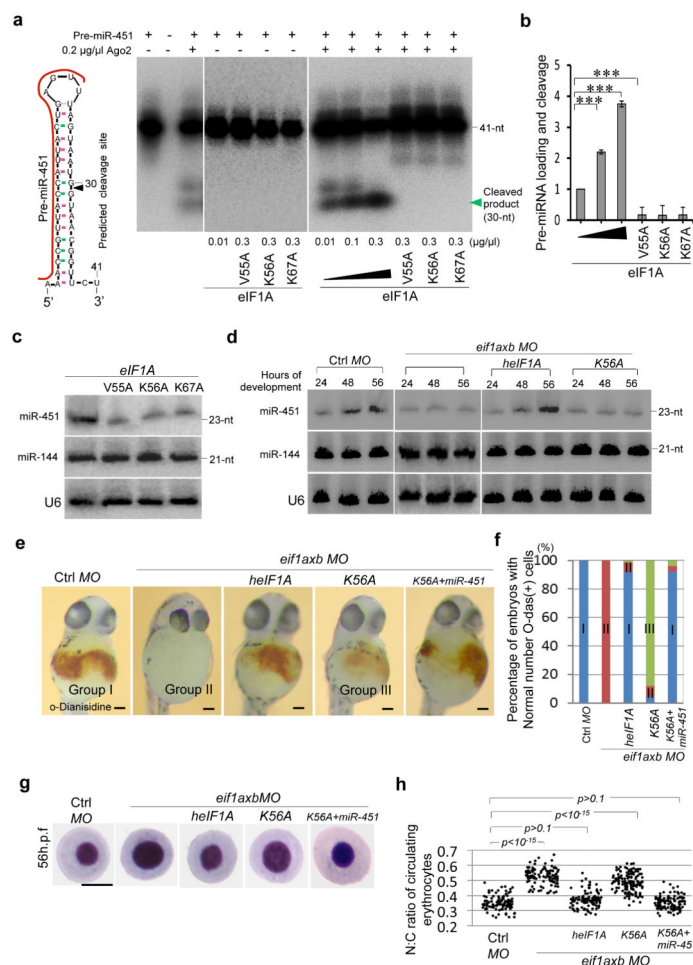 a
Pre-miR-451 + - + + + + + + + + + + +
0.2 µg/µl Ago2 - - + - - - - + + + + + +
Pre-miR-451
Predicted cleavage site
30
41
5'
3'
41-nt
Cleaved
product
(30-nt)
0.01 0.3 0.3 0.3 0.01 0.1 0.3 0.3 0.3 0.3 (µg/µl)
V55A K56A K67A V55A K56A K67A
eIF1A eIF1A
b
Pre-miRNA loading and cleavage
5
4
3
2
1
0
***
***
***
V55A K56A K67A
eIF1A
c
eIF1A
V55A K56A K67A
miR-451 23-nt
miR-144 21-nt
U6
d
eif1axb MO
Ctrl MO heIF1A K56A
Hours of
development
24 48 56 24 48 56 24 48 56 24 48 56
miR-451 23-nt
miR-144 21-nt
U6
e
eif1axb MO
Ctrl MO heIF1A K56A K56A+miR-451
Group I Group II Group III
o-Dianisidine
f
(%)
Percentage of embryos with
Normal number O-das(+) cells
100
80
60
40
20
0
I II I III I
II II
Ctrl MO heIF1A K56A K56A+
miR-451
eif1axb MO
g
eif1axbMO
Ctrl
MO
heIF1A K56A K56A+miR-451
56h.p.f
h
p>0.1
p<10-15
p>0.1
p<10-15
N:C ratio of circulating
erythrocytes
0.7
0.6
0.5
0.4
0.3
0.2
Ctrl
MO
heIF1A K56A K56A+
miR-45
eif1axb MO